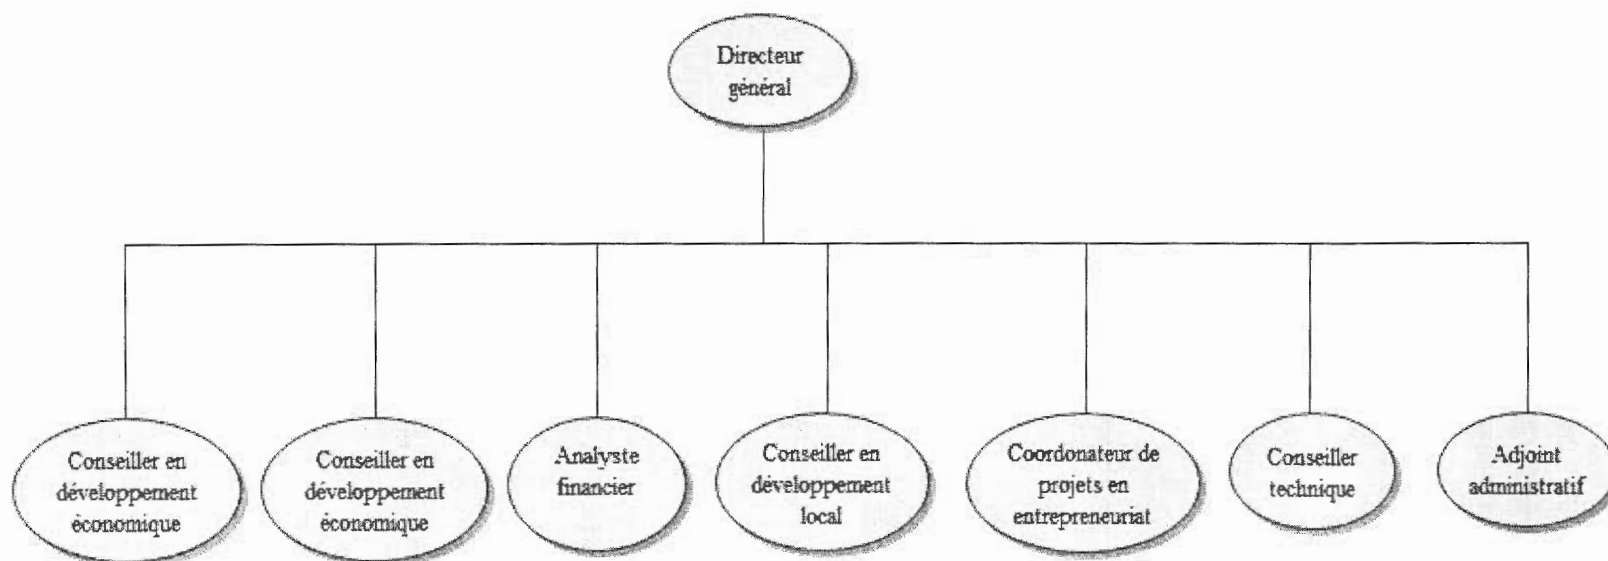 Directeur
général
Conseiller en
développement
économique
Conseiller en
développement
économique
Analyste
financier
Conseiller en
développement
local
Coordonateur de
projets en
entrepreneuriat
Conseiller
technique
Adjoint
administratif